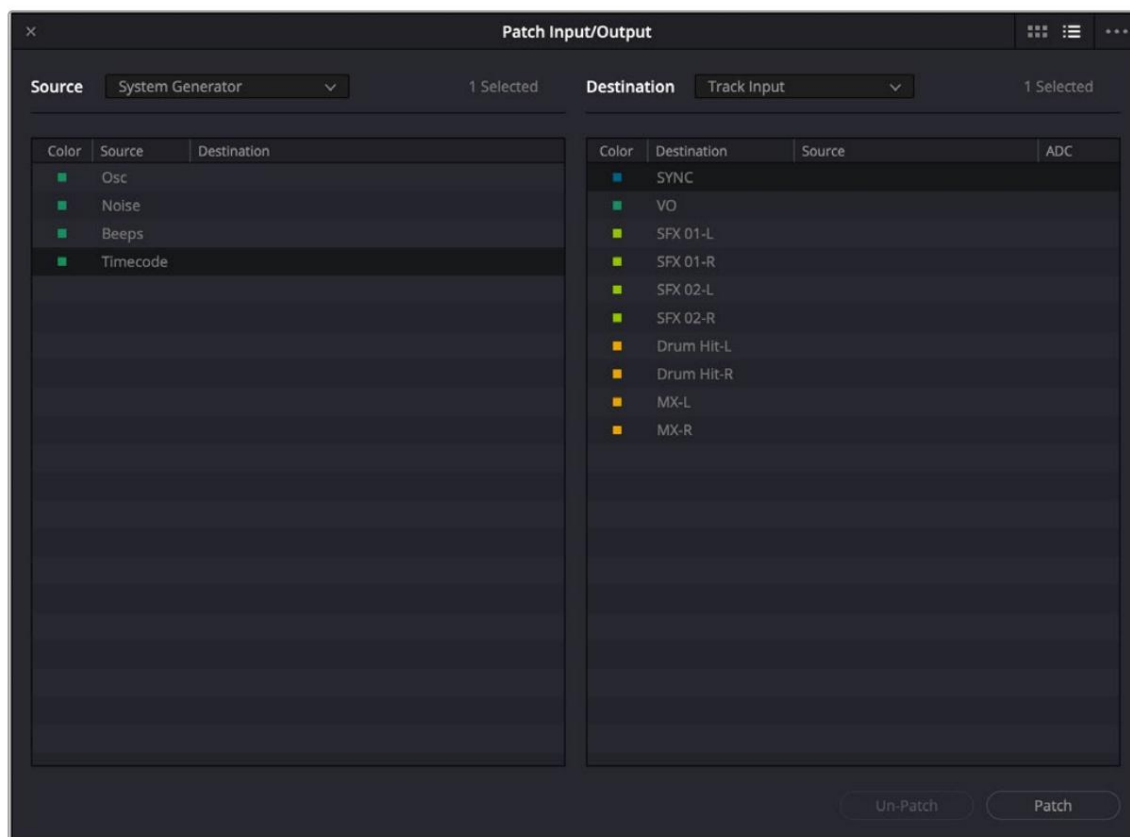 Patch Input/Output
Source System Generator 1 Selected
Color Source Destination
Osc
Noise
Beeps
Timecode
Destination Track Input 1 Selected
Color Destination Source ADC
SYNC
VO
SFX 01-L
SFX 01-R
SFX 02-L
SFX 02-R
Drum Hit-L
Drum Hit-R
MX-L
MX-R
Un-Patch Patch